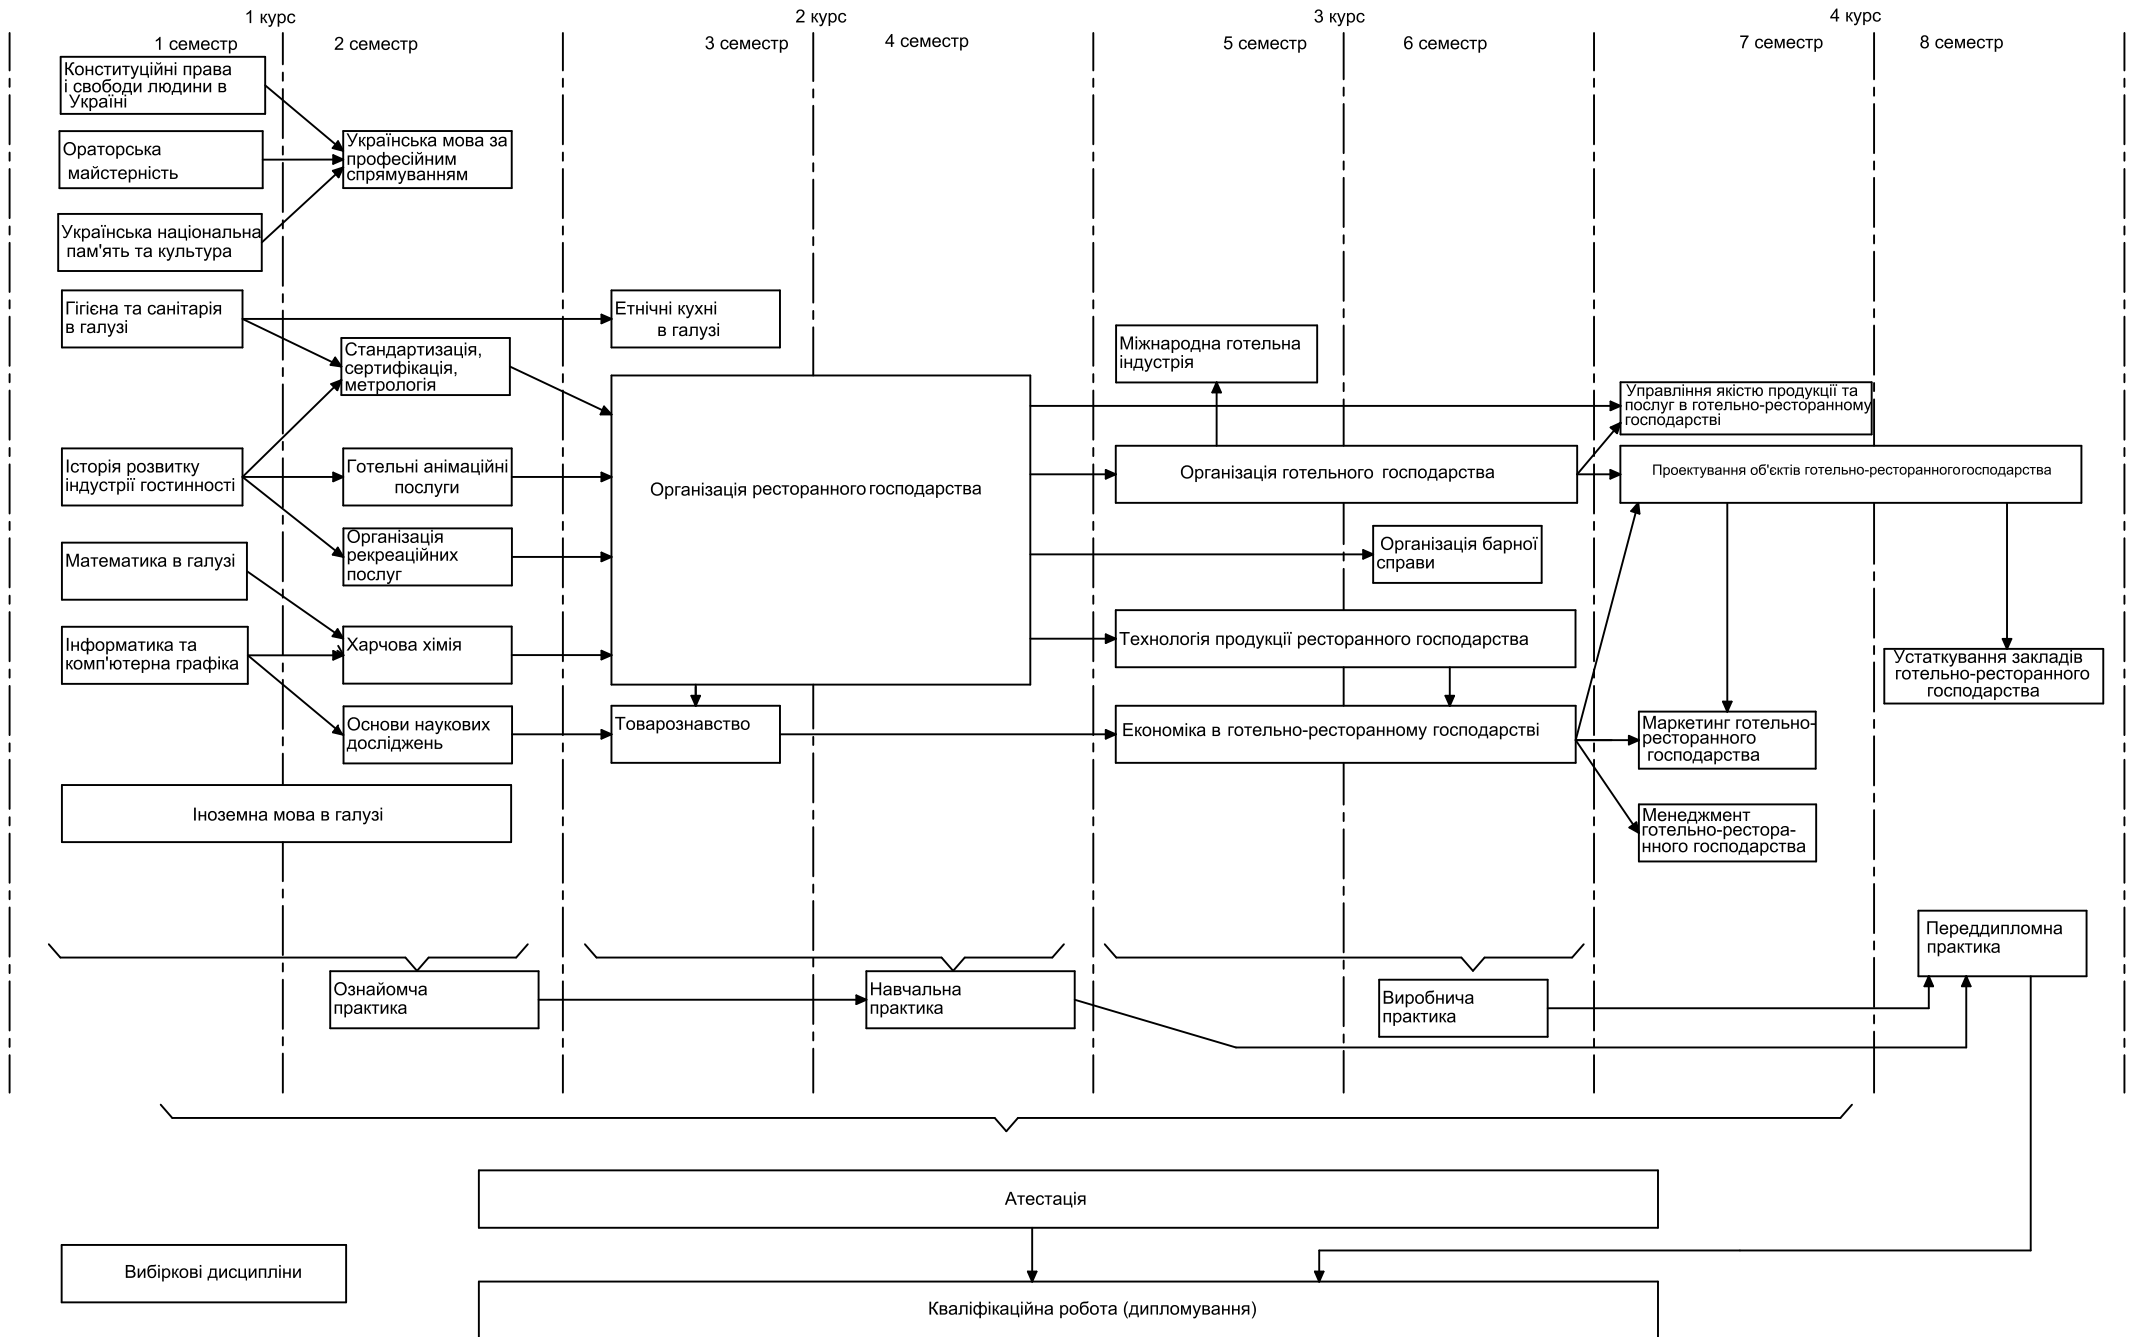 1 курс
2 курс
3 курс
4 курс
1 семестр
2 семестр
3 семестр
4 семестр
5 семестр
6 семестр
7 семестр
8 семестр
Конституційні права
і свободи людини в
Україні
Ораторська
майстерність
Українська мова за
професійним
спрямуванням
Українська національна
пам'ять та культура
Гігієна та санітарія
в галузі
Етнічні кухні
в галузі
Стандартизація,
сертифікація,
метрологія
Міжнародна готельна
індустрія
Управління якістю продукції та
послуг в готельно-ресторанному
господарстві
Історія розвитку
індустрії гостинності
Готельні анімаційні
послуги
Організація ресторанного господарства
Організація готельного господарства
Проектування об'єктів готельно-ресторанного господарства
Організація
рекреаційних
послуг
Організація барної
справи
Математика в галузі
Інформатика та
комп'ютерна графіка
Харчова хімія
Технологія продукції ресторанного господарства
Устаткування закладів
готельно-ресторанного
господарства
Основи наукових
досліджень
Товарознавство
Економіка в готельно-ресторанному господарстві
Маркетинг готельно-
ресторанного
господарства
Іноземна мова в галузі
Менеджмент
готельно-рестора-
нного господарства
Переддипломна
практика
Ознайомча
практика
Навчальна
практика
Виробнича
практика
Атестація
Вибіркові дисципліни
Кваліфікаційна робота (дипломування)